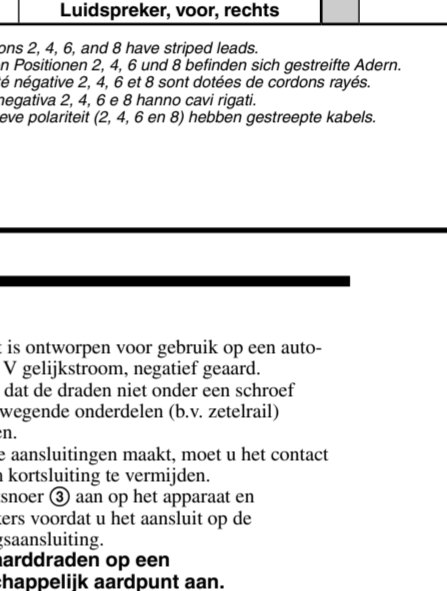 Luidspreker, voor, rechts
ons 2, 4, 6, and 8 have striped leads.
n Positionen 2, 4, 6 und 8 befinden sich gestreifte Adern.
té négative 2, 4, 6 et 8 sont dotées de cordons rayés.
negativa 2, 4, 6 e 8 hanno cavi rigati.
eve polariteit (2, 4, 6 en 8) hebben gestreepte kabels.
t is ontworpen voor gebruik op een auto-
V gelijkstroom, negatief geaard.
dat de draden niet onder een schroef
wegende onderdelen (b.v. zetelrail)
en.
e aansluitingen maakt, moet u het contact
n kortsluiting te vermijden.
snoer ③ aan op het apparaat en
kers voordat u het aansluit op de
gsaansluiting.
aarddraden op een
chappelijk aardpunt aan.